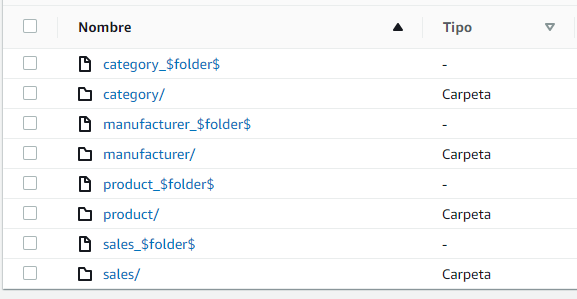 Nombre Tipo
category_$folder$ -
category/ Carpeta
manufacturer_$folder$ -
manufacturer/ Carpeta
product_$folder$ -
product/ Carpeta
sales_$folder$ -
sales/ Carpeta